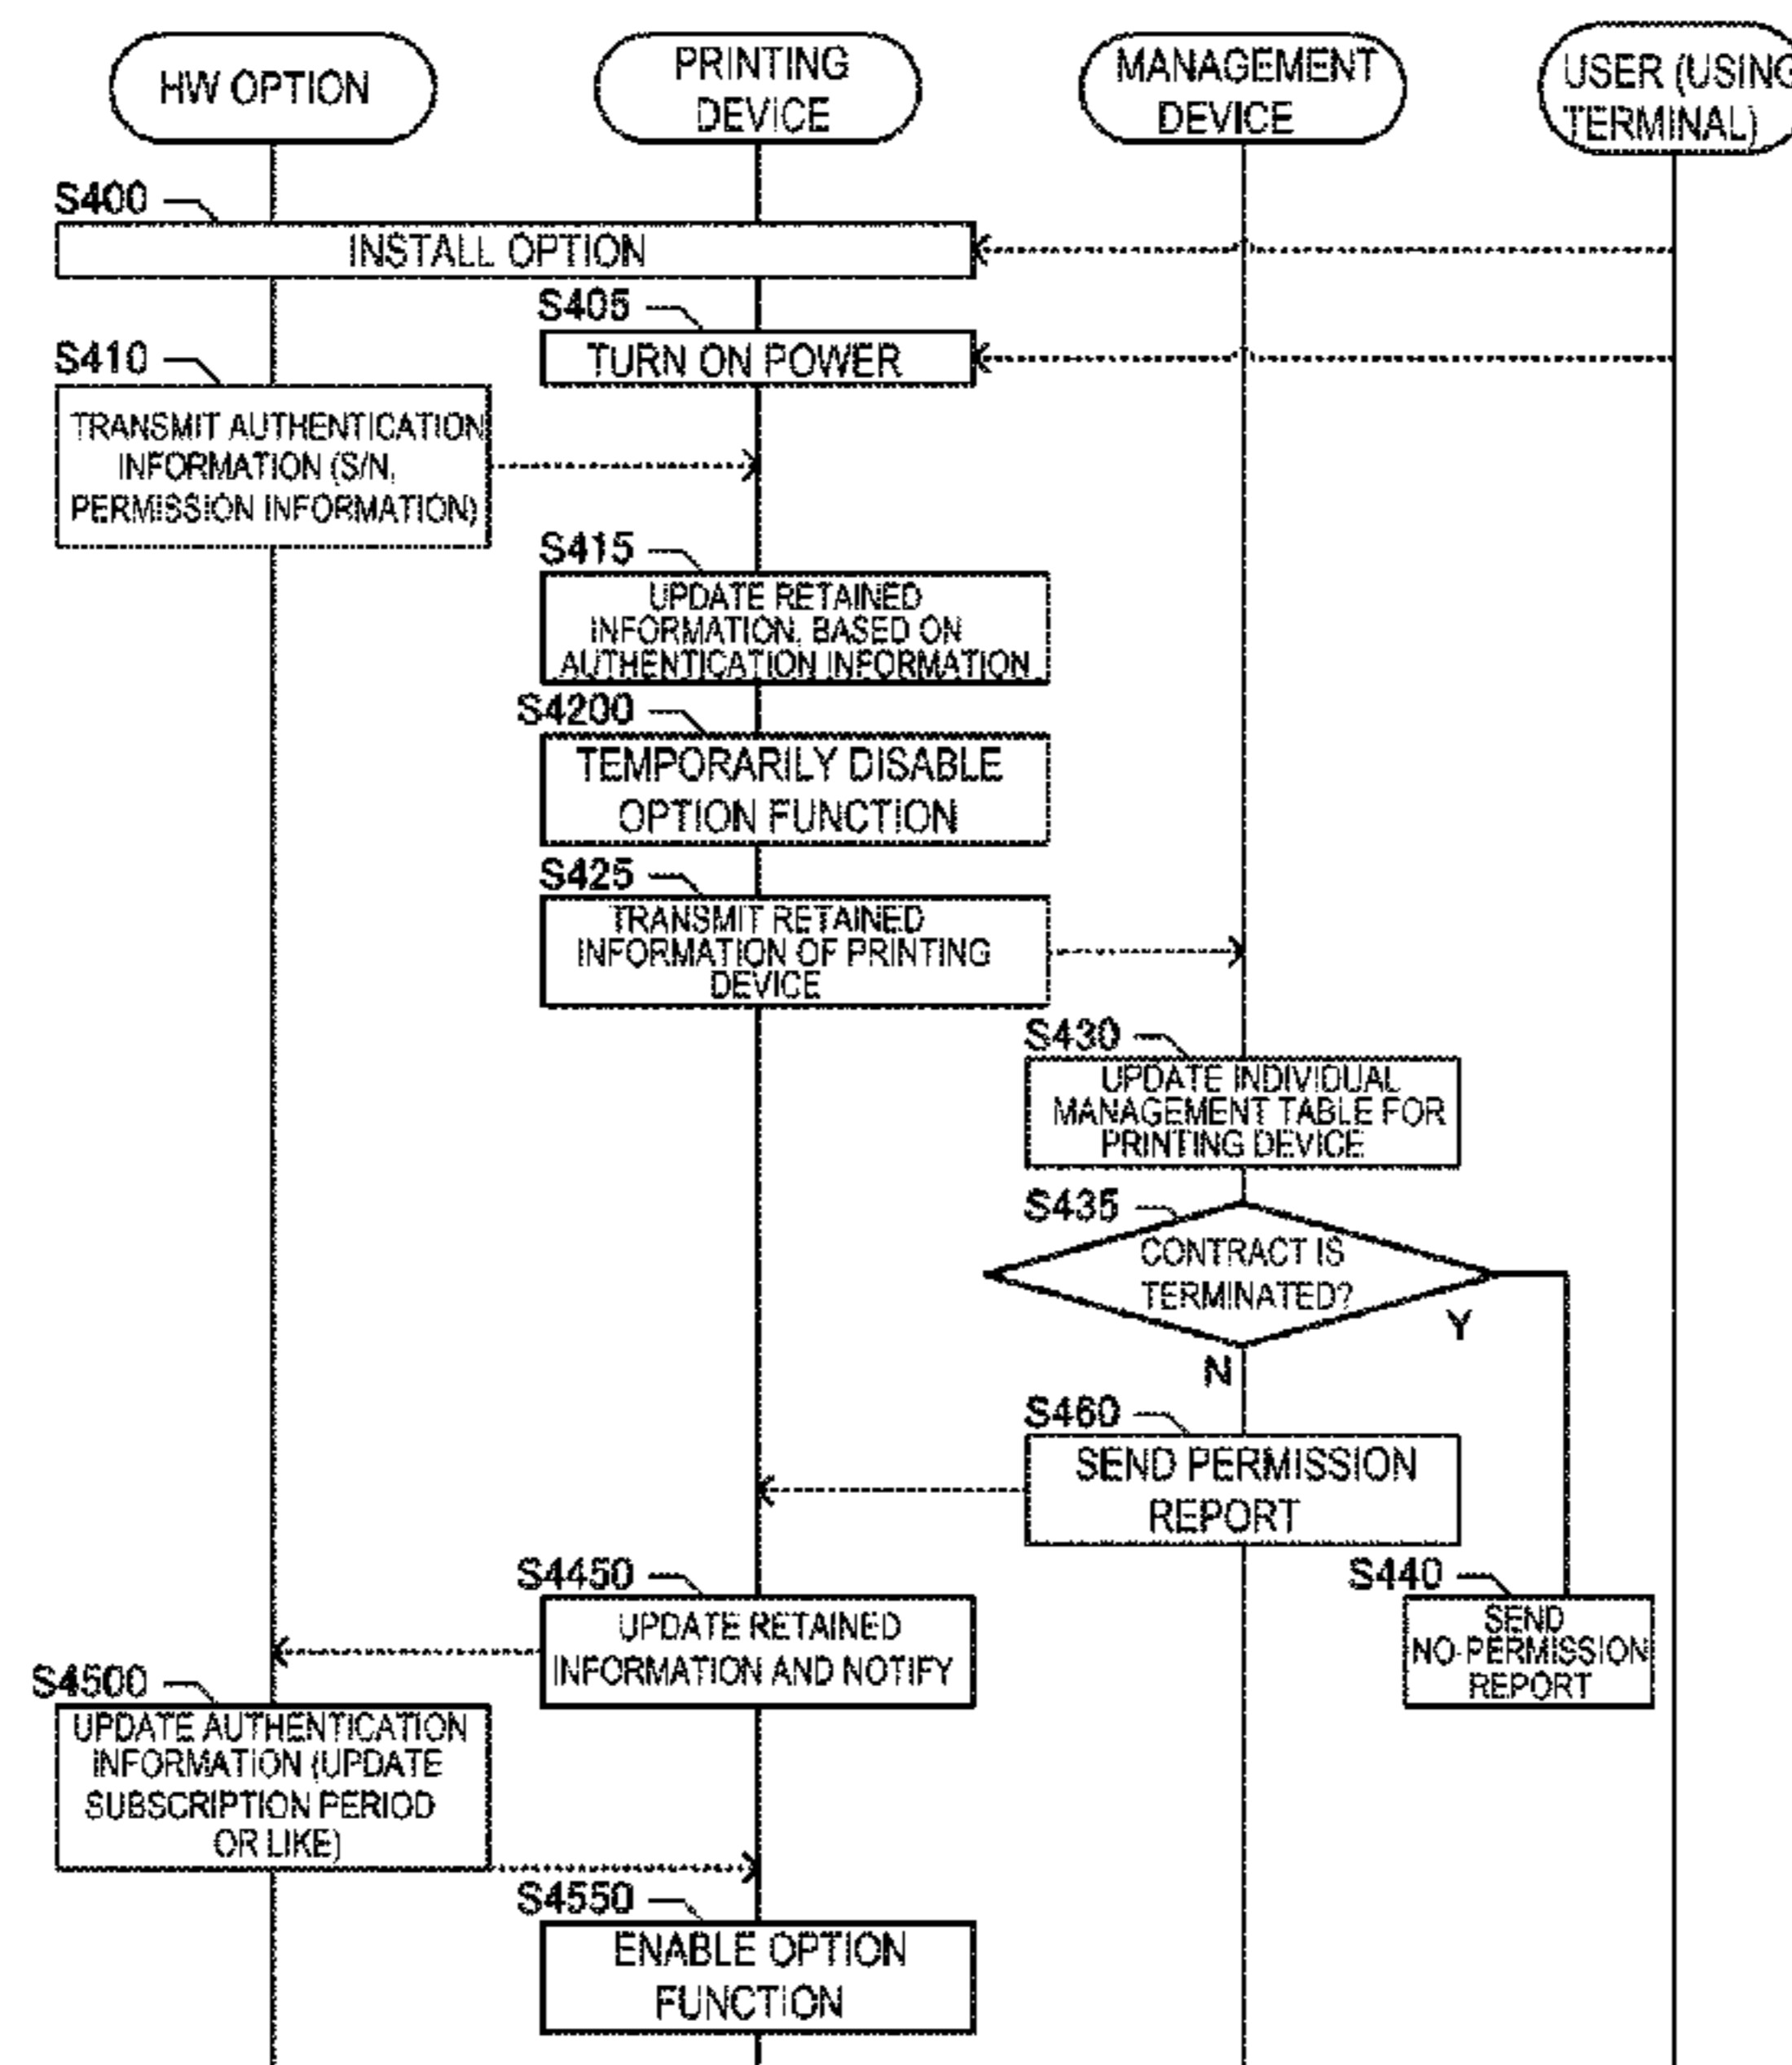 HW OPTION
PRINTING
DEVICE
MANAGEMENT
DEVICE
USER (USING
TERMINAL)
S400
INSTALL OPTION
S405
TURN ON POWER
S410
TRANSMIT AUTHENTICATION
INFORMATION (S/N,
PERMISSION INFORMATION)
S415
UPDATE RETAINED
INFORMATION, BASED ON
AUTHENTICATION INFORMATION
S4200
TEMPORARILY DISABLE
OPTION FUNCTION
S425
TRANSMIT RETAINED
INFORMATION OF PRINTING
DEVICE
S430
UPDATE INDIVIDUAL
MANAGEMENT TABLE FOR
PRINTING DEVICE
S435
CONTRACT IS
TERMINATED?
Y
N
S460
SEND PERMISSION
REPORT
S440
SEND
NO-PERMISSION
REPORT
S4450
UPDATE RETAINED
INFORMATION AND NOTIFY
S4500
UPDATE AUTHENTICATION
INFORMATION (UPDATE
SUBSCRIPTION PERIOD
OR LIKE)
S4550
ENABLE OPTION
FUNCTION